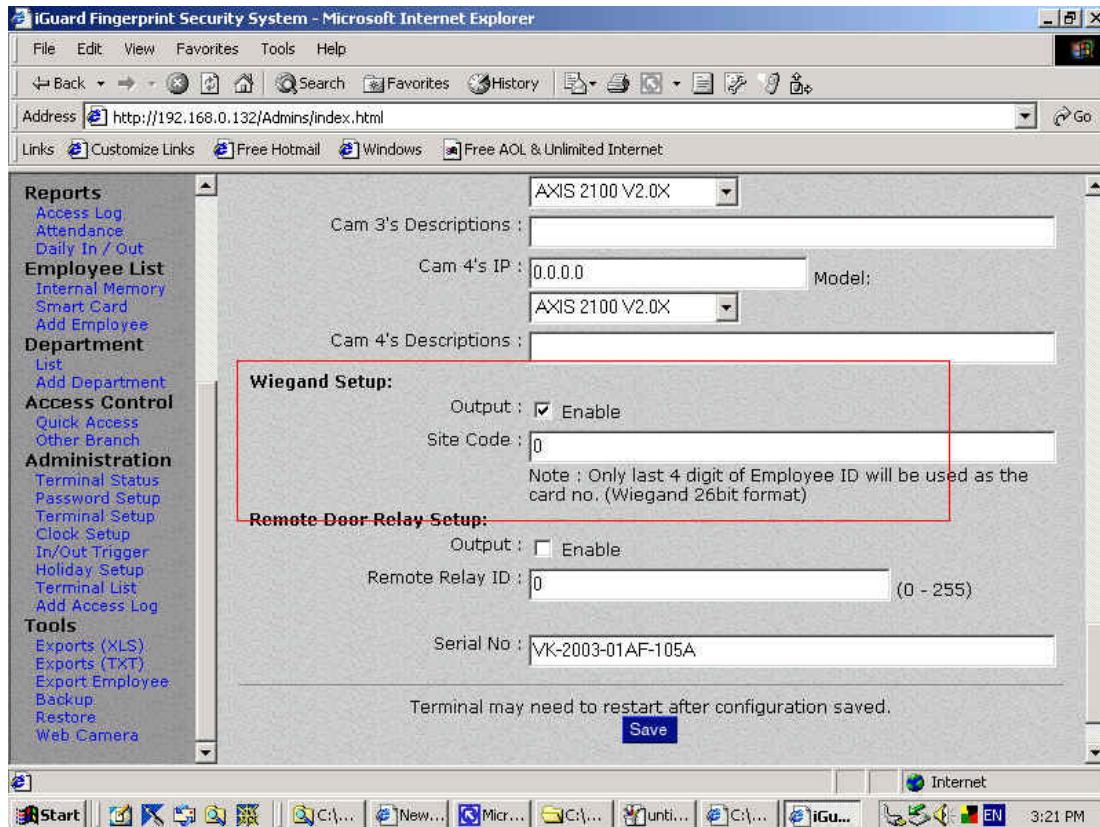 iGuard Fingerprint Security System - Microsoft Internet Explorer
File Edit View Favorites Tools Help
Back Search Favorites History
Address http://192.168.0.132/Admins/index.html Go
Links Customize Links Free Hotmail Windows Free AOL & Unlimited Internet
Reports
Access Log
Attendance
Daily In / Out
Employee List
Internal Memory
Smart Card
Add Employee
Department
List
Add Department
Access Control
Quick Access
Other Branch
Administration
Terminal Status
Password Setup
Terminal Setup
Clock Setup
In/Out Trigger
Holiday Setup
Terminal List
Add Access Log
Tools
Exports (XLS)
Exports (TXT)
Export Employee
Backup
Restore
Web Camera
AXIS 2100 V2.0X
Cam 3's Descriptions :
Cam 4's IP : 0.0.0.0 Model:
AXIS 2100 V2.0X
Cam 4's Descriptions :
Wiegand Setup:
Output : Enable
Site Code : 0
Note : Only last 4 digit of Employee ID will be used as the
card no. (Wiegand 26bit format)
Remote Door Relay Setup:
Output : Enable
Remote Relay ID : 0 (0 - 255)
Serial No : VK-2003-01AF-105A
Terminal may need to restart after configuration saved.
Save
Internet
Start C:\... New... Micr... C:\... unti... C:\... iGu... EN 3:21 PM